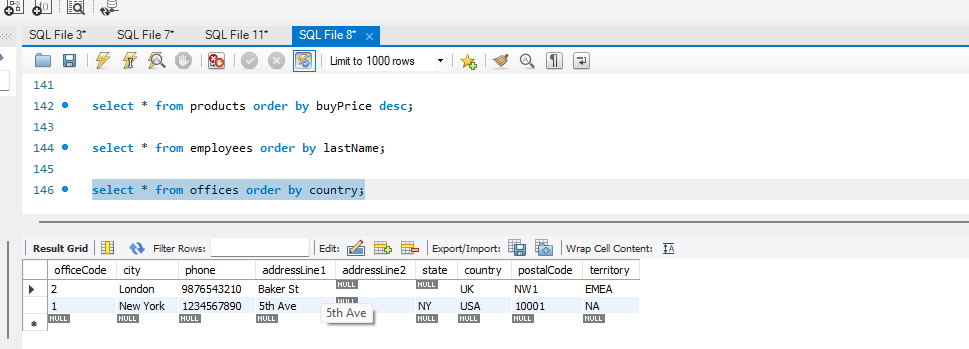 SQL File 3* SQL File 7* SQL File 11* SQL File 8*
Limit to 1000 rows
141
142 select * from products order by buyPrice desc;
143
144 select * from employees order by lastName;
145
146 select * from offices order by country;
Result Grid Filter Rows: Edit: Export/Import: Wrap Cell Content:
officeCode city phone addressLine1 addressLine2 state country postalCode territory
2 London 9876543210 Baker St NULL NULL UK NW1 EMEA
1 New York 1234567890 5th Ave NULL NY USA 10001 NA
5th Ave
NULL NULL NULL NULL NULL NULL NULL NULL